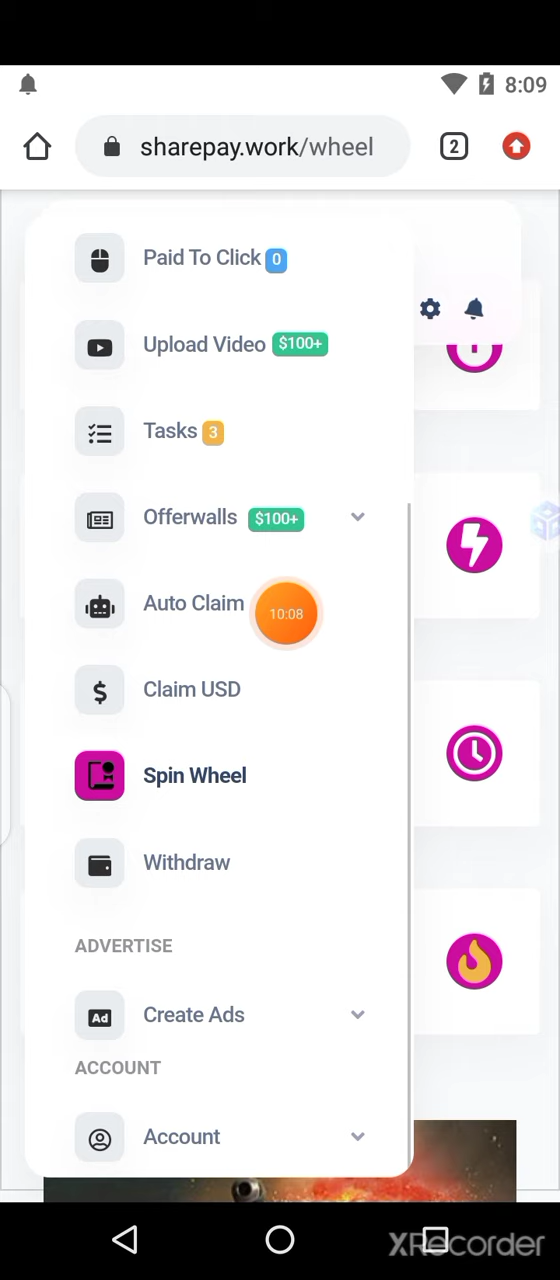 8:09
sharepay.work/wheel
2
Paid To Click 0
Upload Video $100+
Tasks 3
Offerwalls $100+
Auto Claim
10:08
Claim USD
Spin Wheel
Withdraw
ADVERTISE
Ad Create Ads
ACCOUNT
Account
XRecorder